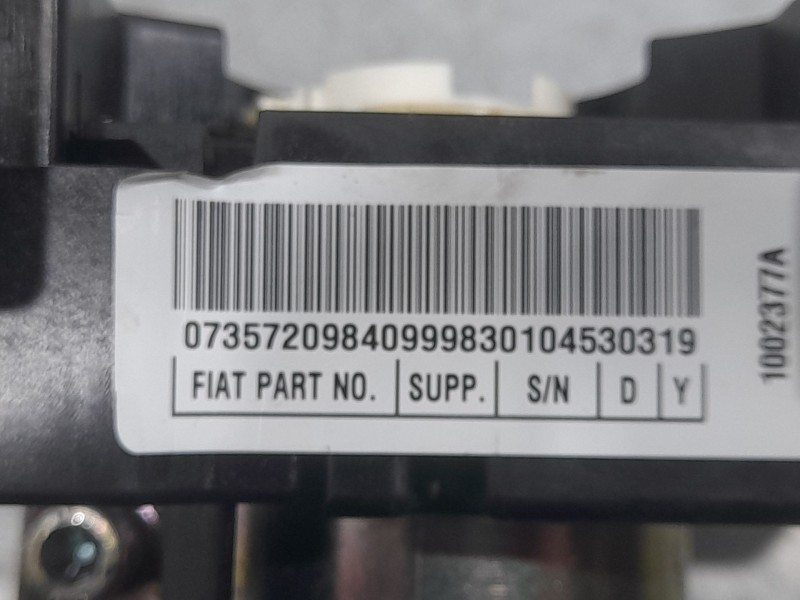 07357209840999830104530319
FIAT PART NO. SUPP. S/N D Y
1002377A